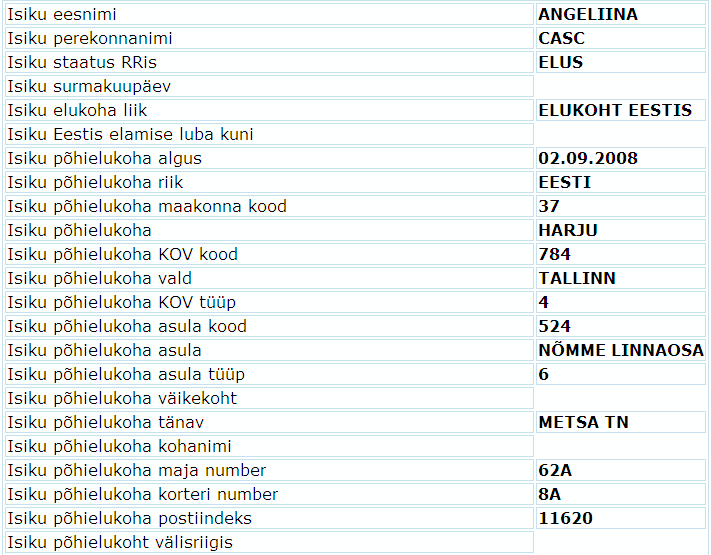 Isiku eesnimi ANGELIINA
Isiku perekonnanimi CASC
Isiku staatus RRis ELUS
Isiku surmakuupäev
Isiku elukoha liik ELUKOHT EESTIS
Isiku Eestis elamise luba kuni
Isiku põhielukoha algus 02.09.2008
Isiku põhielukoha riik EESTI
Isiku põhielukoha maakonna kood 37
Isiku põhielukoha HARJU
Isiku põhielukoha KOV kood 784
Isiku põhielukoha vald TALLINN
Isiku põhielukoha KOV tüüp 4
Isiku põhielukoha asula kood 524
Isiku põhielukoha asula NÕMME LINNAOSA
Isiku põhielukoha asula tüüp 6
Isiku põhielukoha väikekoht
Isiku põhielukoha tänav METSA TN
Isiku põhielukoha kohanimi
Isiku põhielukoha maja number 62A
Isiku põhielukoha korteri number 8A
Isiku põhielukoha postiindeks 11620
Isiku põhielukoht välisriigis